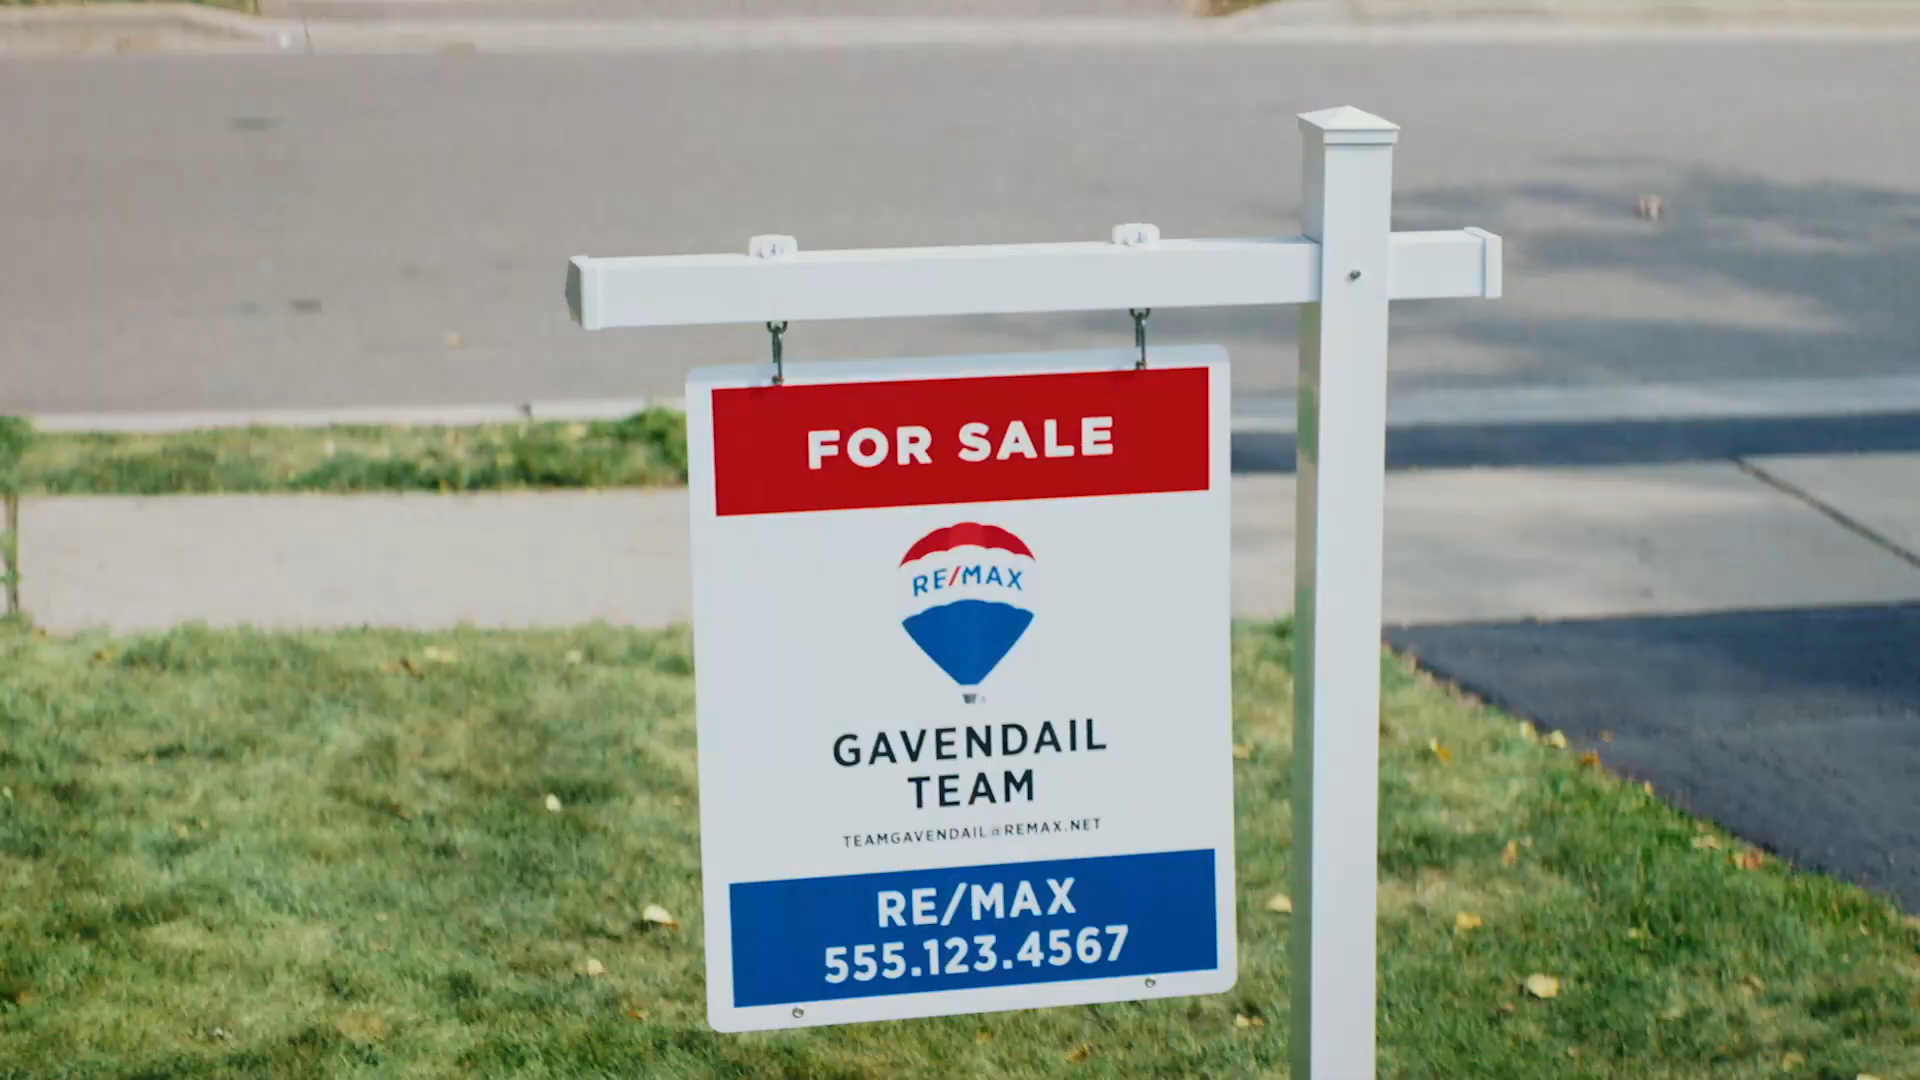 FOR SALE
RE/MAX
GAVENDAIL
TEAM
TEAMGAVENDAIL@REMAX.NET
RE/MAX
555.123.4567